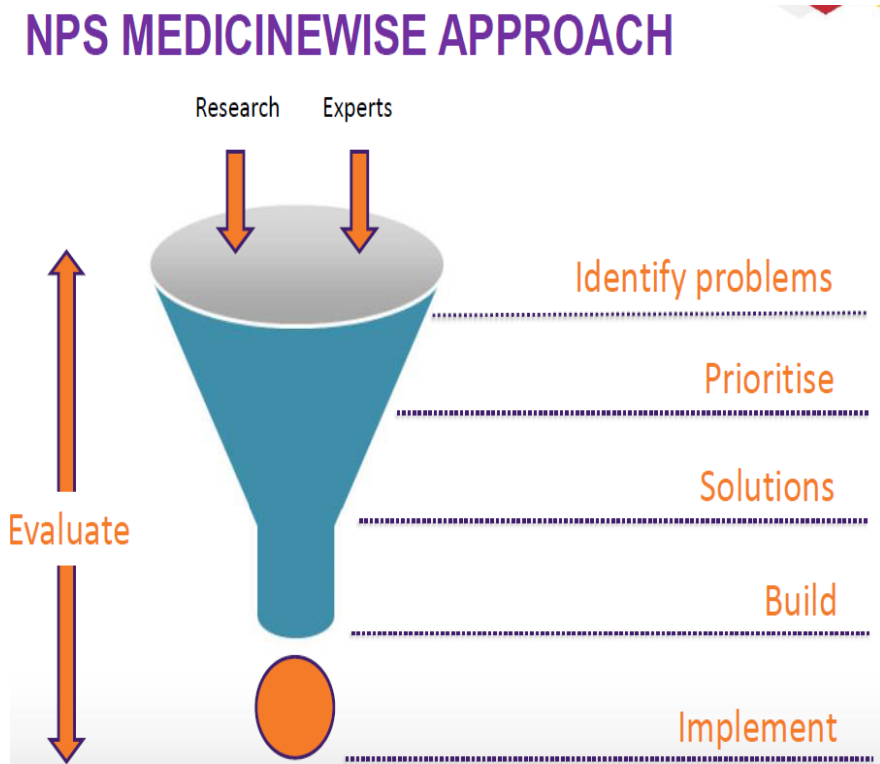 NPS MEDICINEWISE APPROACH
Research Experts
Identify problems
Prioritise
Solutions
Evaluate
Build
Implement